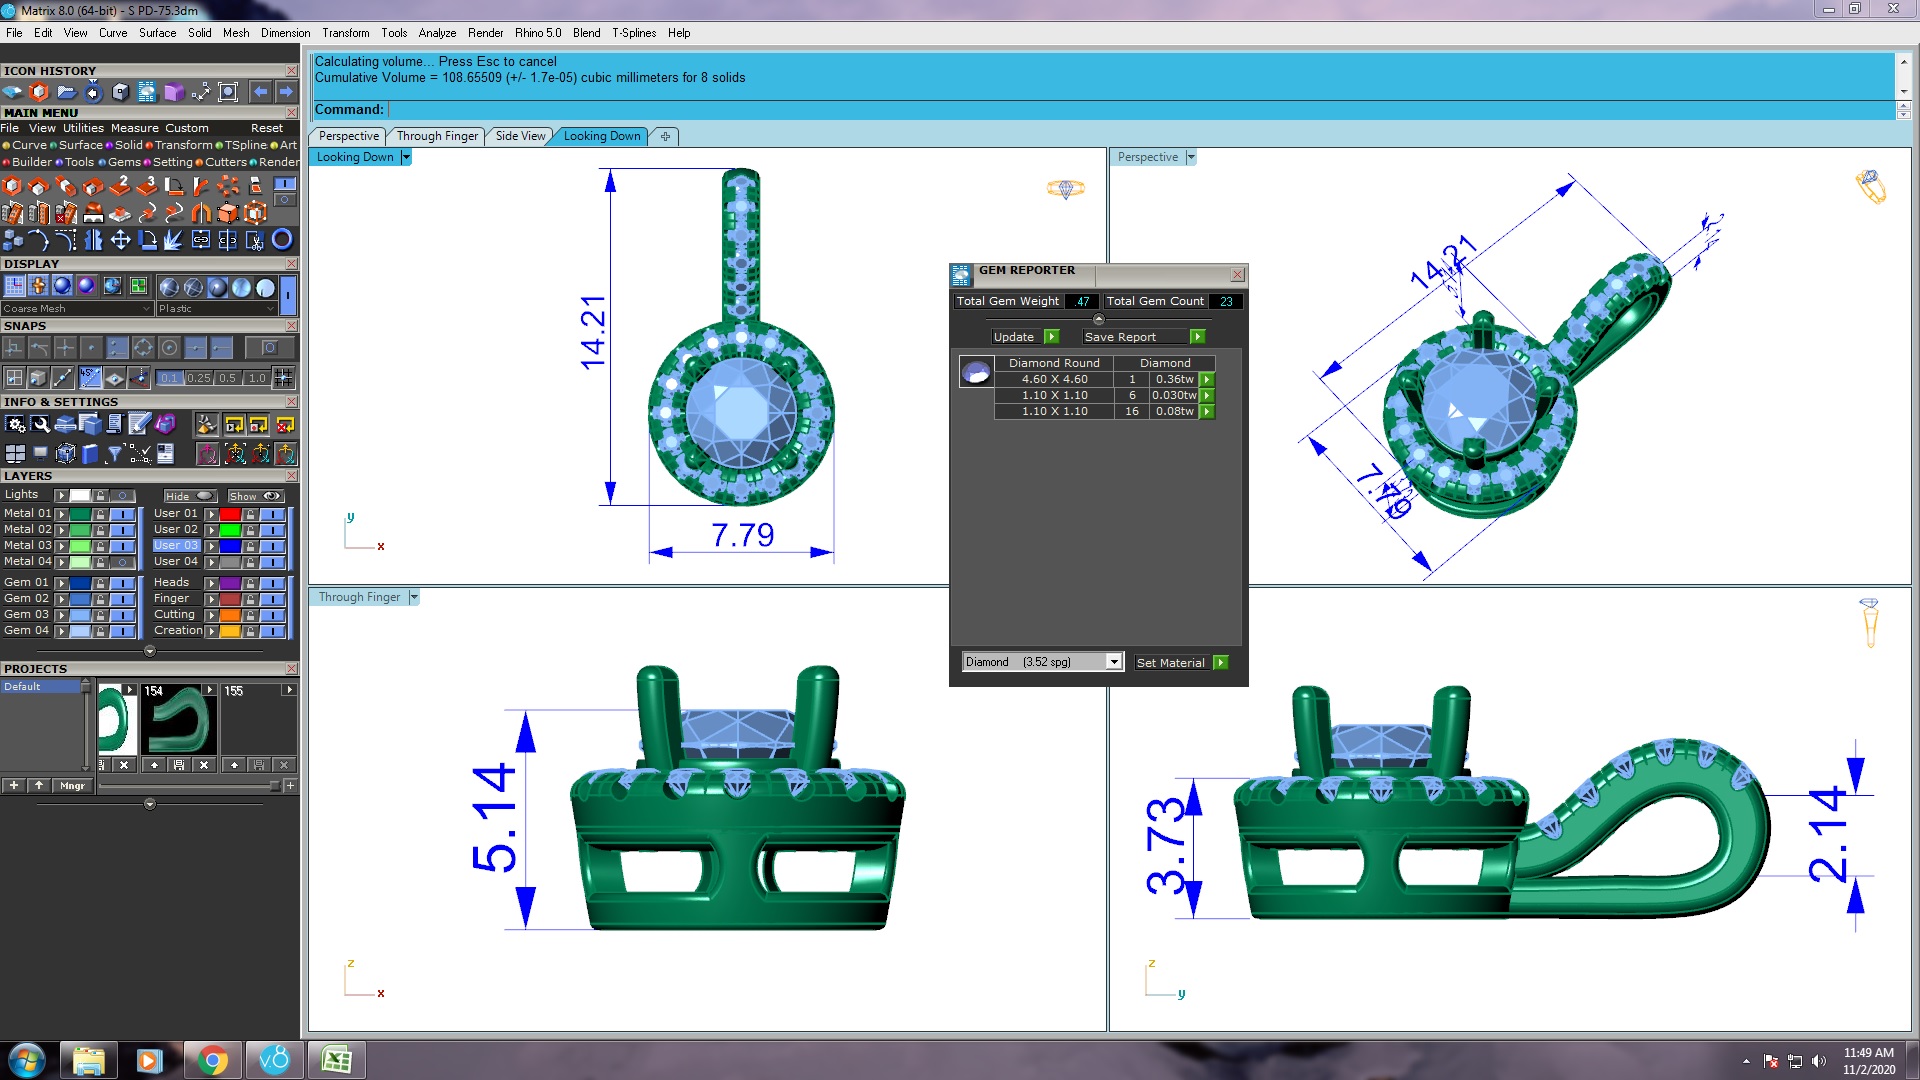 Matrix 8.0 (64-bit) - S PD-75.3dm
File Edit View Curve Surface Solid Mesh Dimension Transform Tools Analyze Render Rhino 5.0 Blend T-Splines Help
ICON HISTORY
Calculating volume... Press Esc to cancel
Cumulative Volume = 108.65509 (+/- 1.7e-05) cubic millimeters for 8 solids
Command:
MAIN MENU
File View Utilities Measure Custom Reset
Curve Surface Solid Transform TSpline Art
Builder Tools Gems Setting Cutters Render
Perspective Through Finger Side View Looking Down
Looking Down
Perspective
14.21
7.79
14.21
7.79
DISPLAY
Coarse Mesh Plastic
SNAPS
45°
0.1 0.25 0.5 1.0
INFO & SETTINGS
LAYERS
Lights Hide Show
Metal 01 User 01
Metal 02 User 02
Metal 03 User 03
Metal 04 User 04
Gem 01 Heads
Gem 02 Finger
Gem 03 Cutting
Gem 04 Creation
PROJECTS
Default
154 155
Mngr
GEM REPORTER
Total Gem Weight .47 Total Gem Count 23
Update Save Report
Diamond Round Diamond
4.60 X 4.60 1 0.36tw
1.10 X 1.10 6 0.030tw
1.10 X 1.10 16 0.08tw
Diamond (3.52 spg) Set Material
y
x
Through Finger
5.14
z
x
3.73
2.14
z
y
v8
11:49 AM
11/2/2020